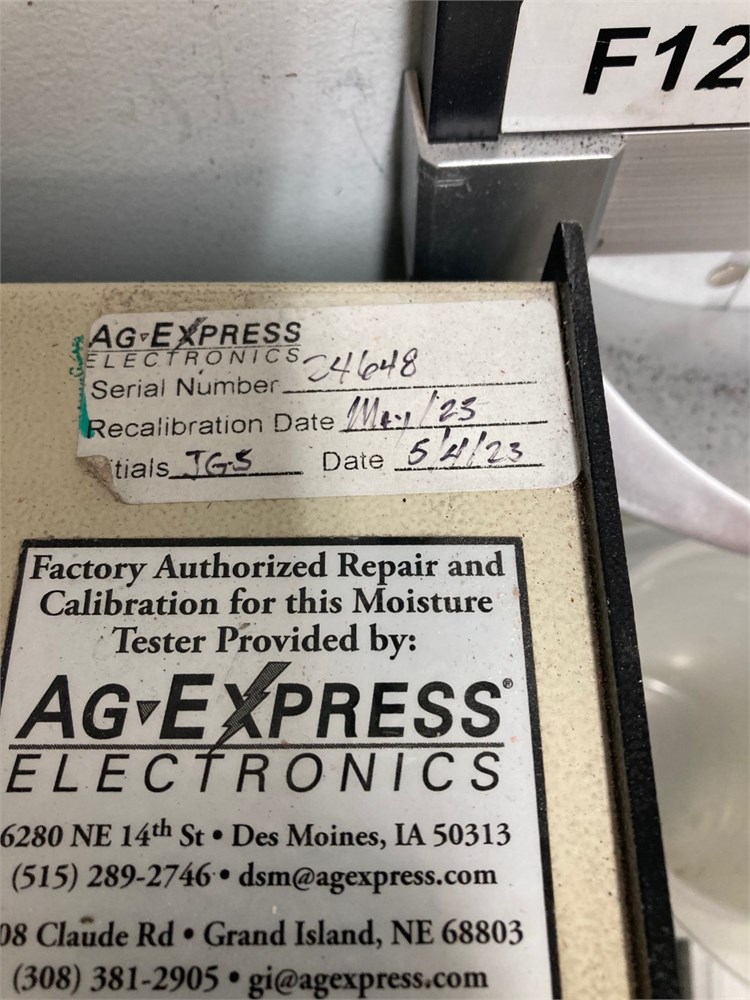 F12
AG EXPRESS
ELECTRONICS
Serial Number 24648
Recalibration Date May/25
tials JGS Date 5/4/23
Factory Authorized Repair and
Calibration for this Moisture
Tester Provided by:
AG EXPRESS®
ELECTRONICS
6280 NE 14th St • Des Moines, IA 50313
(515) 289-2746 • dsm@agexpress.com
08 Claude Rd • Grand Island, NE 68803
(308) 381-2905 • gi@agexpress.com